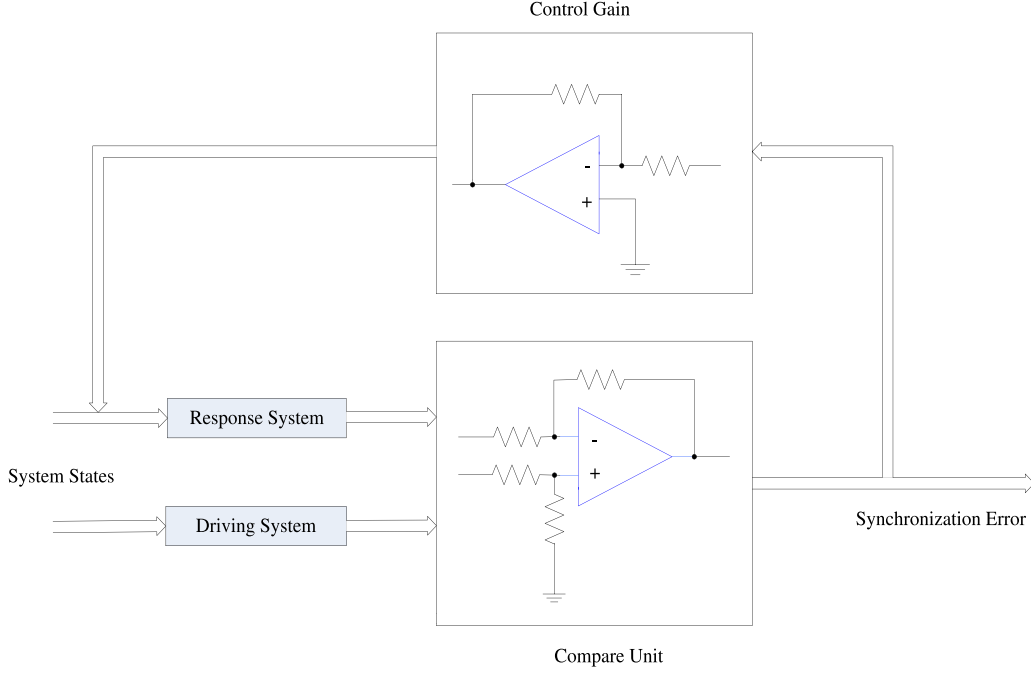 Control Gain
-
+
Response System
-
System States
+
Driving System
Synchronization Error
Compare Unit